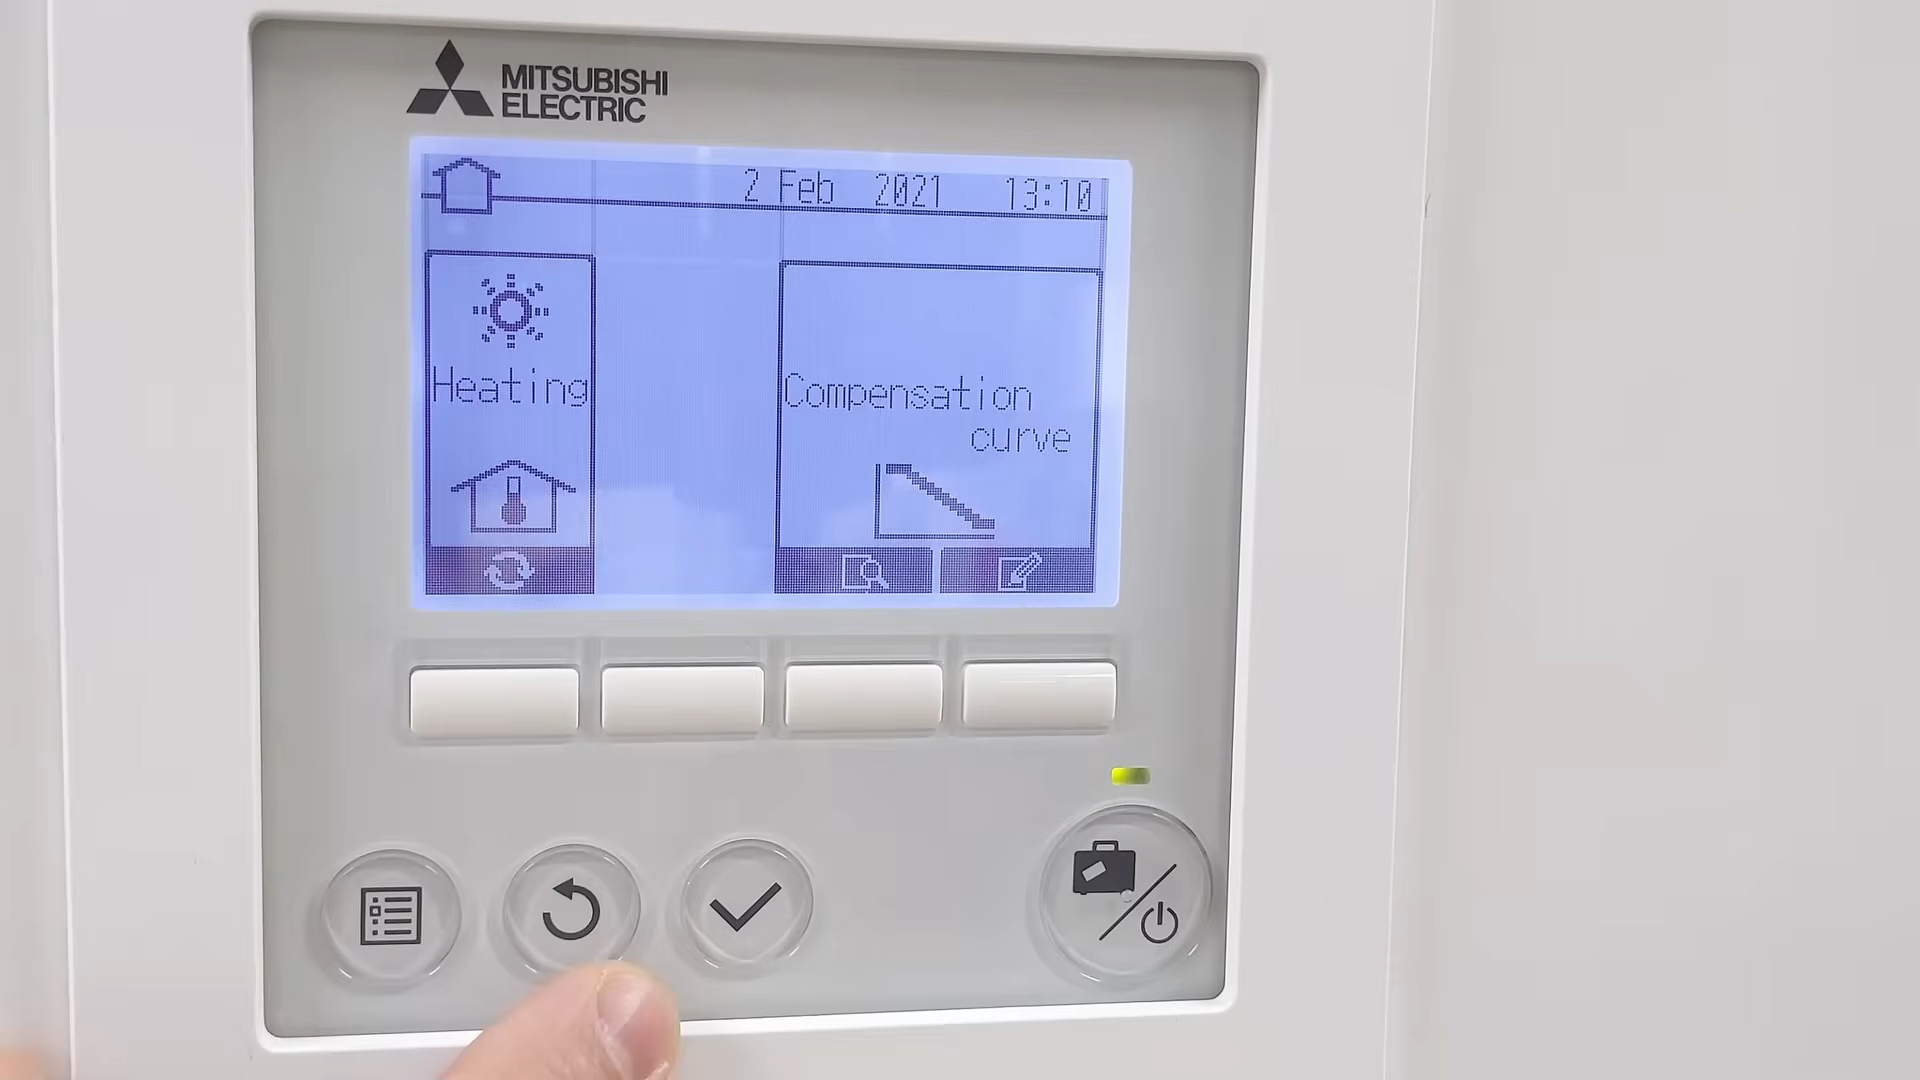 MITSUBISHI
ELECTRIC
2 Feb 2021 13:10
Heating
Compensation
curve